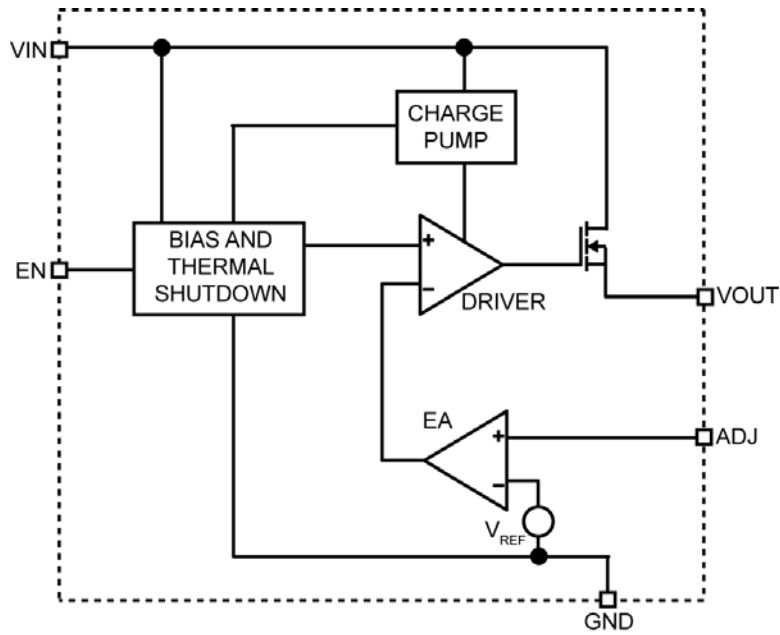 VIN
CHARGE
PUMP
BIAS AND
THERMAL
SHUTDOWN
EN
+
−
DRIVER
VOUT
EA
+
−
ADJ
VREF
GND